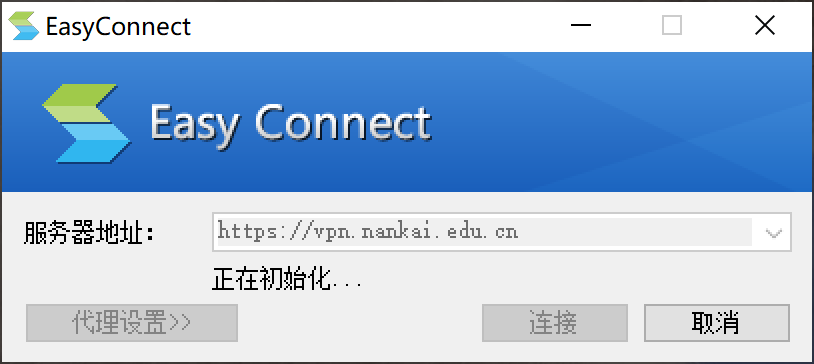 EasyConnect
Easy Connect
服务器地址：
https://vpn.nankai.edu.cn
正在初始化...
代理设置>>
连接
取消